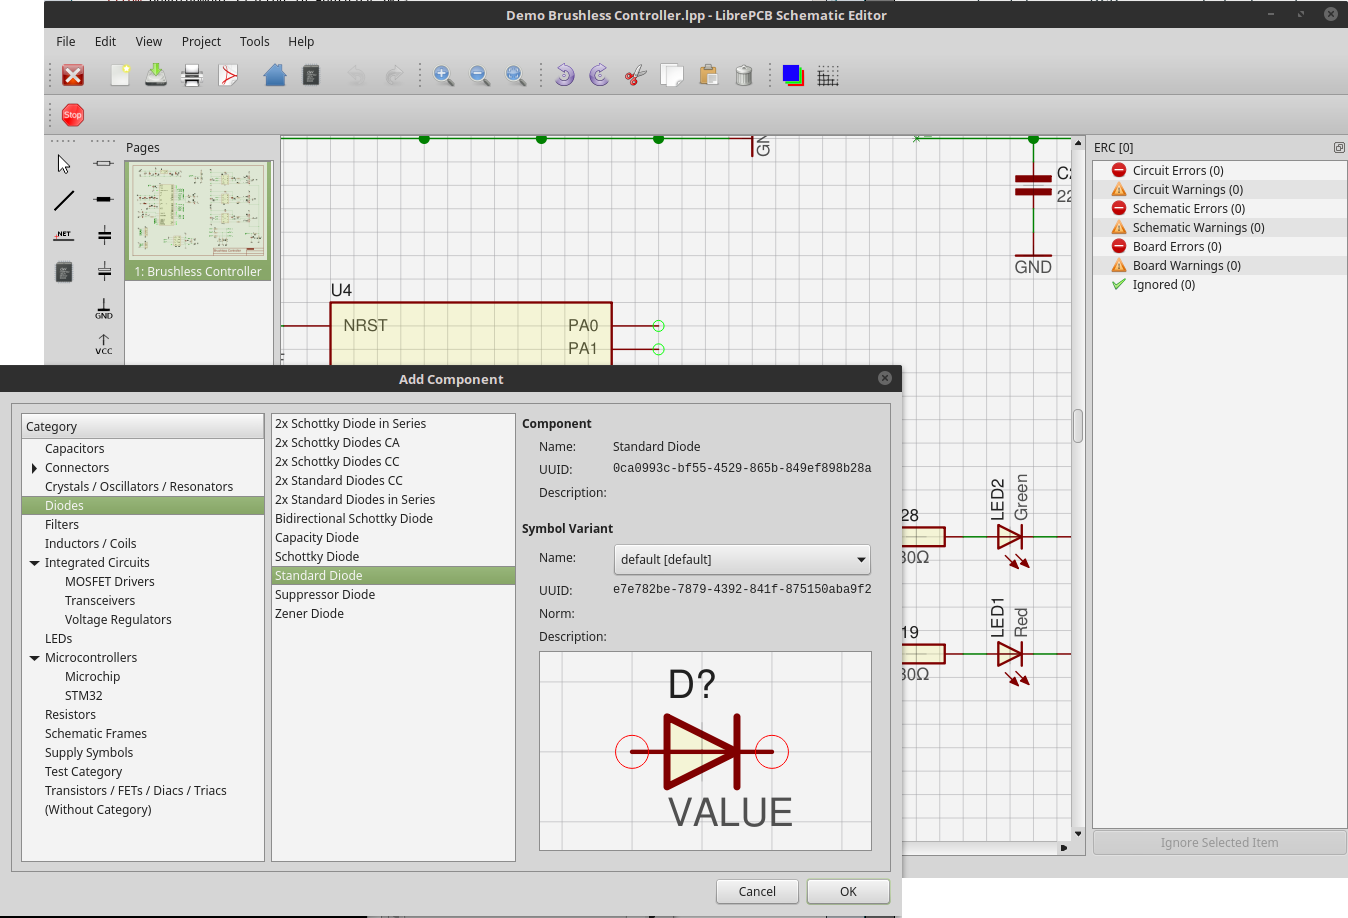 Demo Brushless Controller.lpp - LibrePCB Schematic Editor
File Edit View Project Tools Help
Stop
Pages
1: Brushless Controller
NET
GND
VCC
GND
GND
U4
NRST
PA0
PA1
LED2
Green
28
30Ω
LED1
Red
19
30Ω
ERC [0]
Circuit Errors (0)
Circuit Warnings (0)
Schematic Errors (0)
Schematic Warnings (0)
Board Errors (0)
Board Warnings (0)
Ignored (0)
Ignore Selected Item
Add Component
Category
Capacitors
Connectors
Crystals / Oscillators / Resonators
Diodes
Filters
Inductors / Coils
Integrated Circuits
MOSFET Drivers
Transceivers
Voltage Regulators
LEDs
Microcontrollers
Microchip
STM32
Resistors
Schematic Frames
Supply Symbols
Test Category
Transistors / FETs / Diacs / Triacs
(Without Category)
2x Schottky Diode in Series
2x Schottky Diodes CA
2x Schottky Diodes CC
2x Standard Diodes CC
2x Standard Diodes in Series
Bidirectional Schottky Diode
Capacity Diode
Schottky Diode
Standard Diode
Suppressor Diode
Zener Diode
Component
Name: Standard Diode
UUID: 0ca0993c-bf55-4529-865b-849ef898b28a
Description:
Symbol Variant
Name: default [default]
UUID: e7e782be-7879-4392-841f-875150aba9f2
Norm:
Description:
D?
VALUE
Cancel
OK